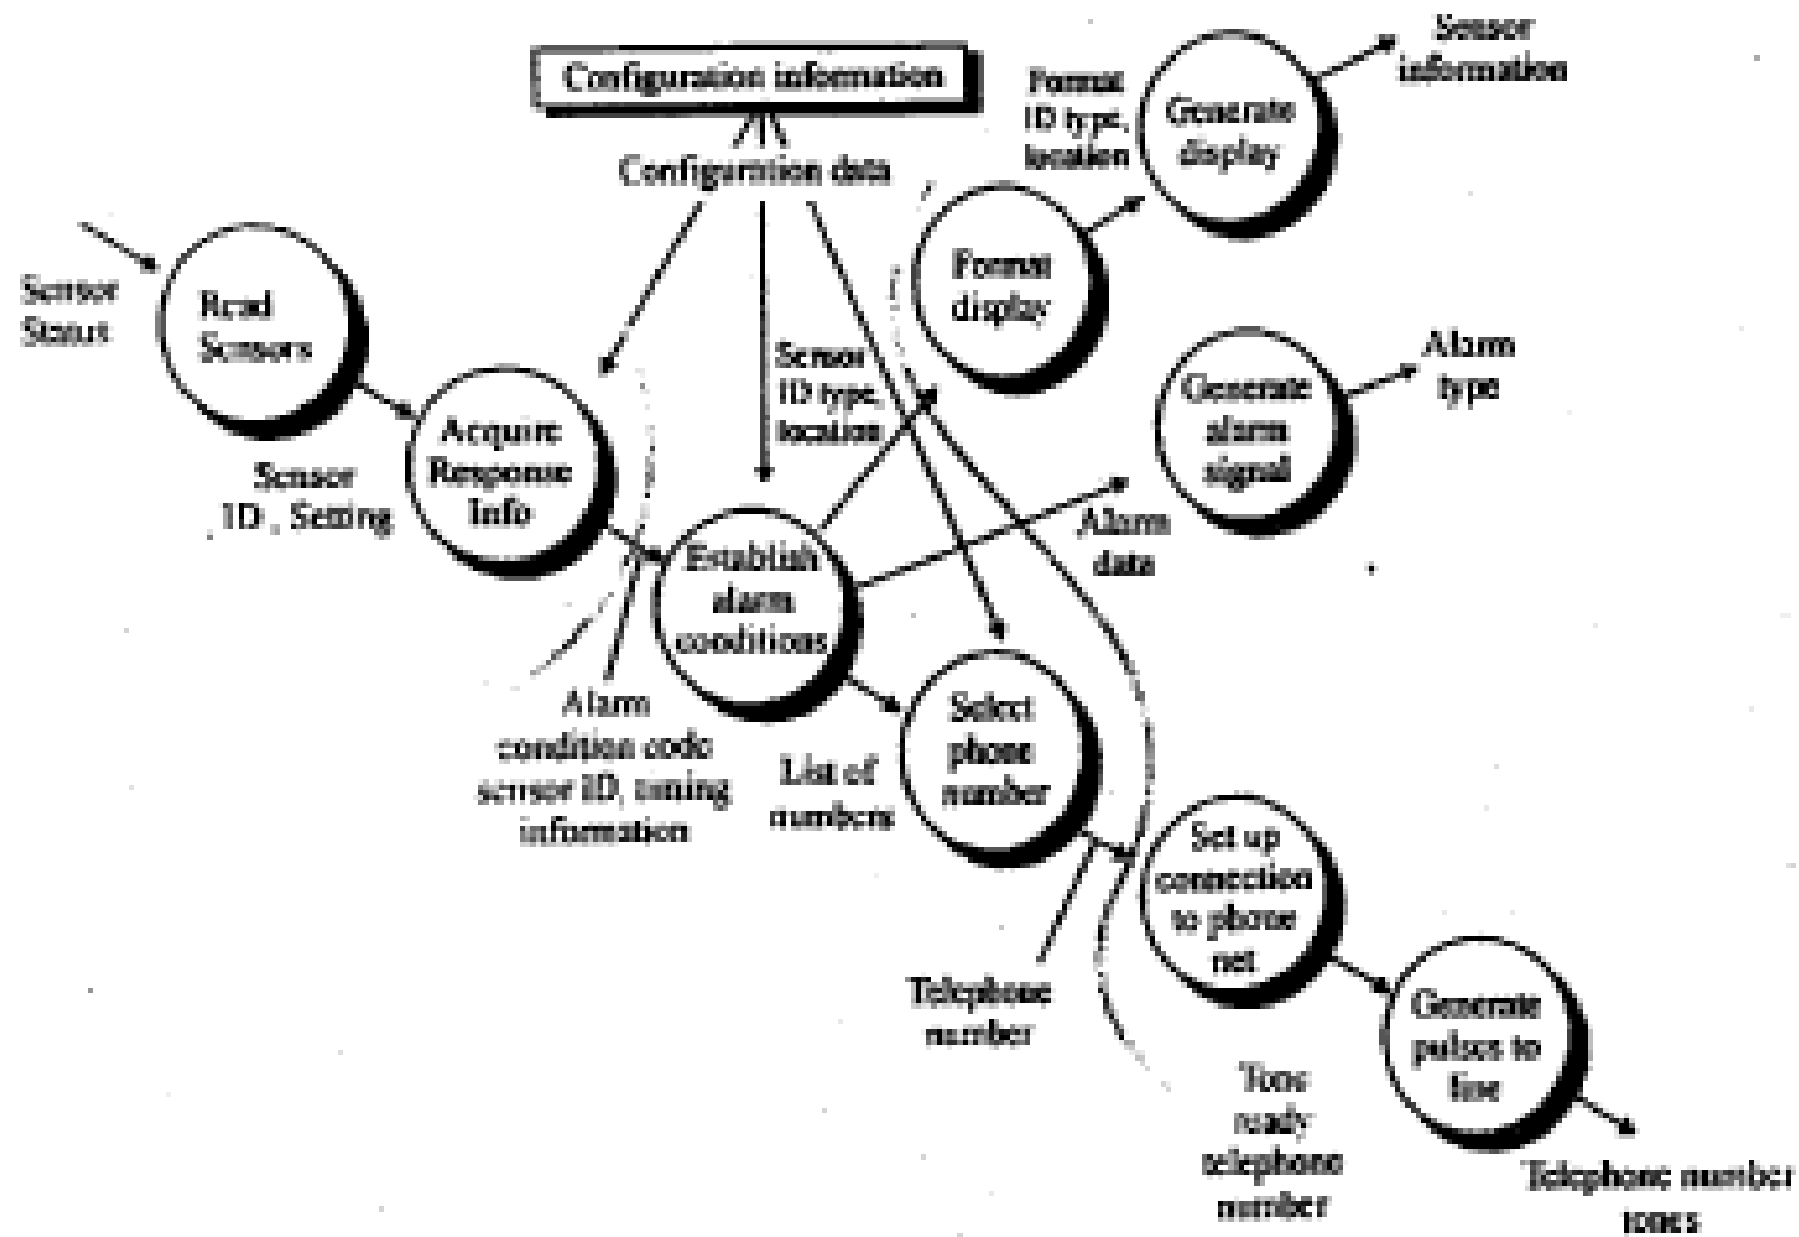 Configuration information
Configuration data
Sensor
information
Format
ID type,
location
Generate
display
Format
display
Sensor
Status
Read
Sensors
Sensor
ID type,
location
Alarm
type
Generate
alarm
signal
Acquire
Response
Info
Sensor
ID , Setting
Alarm
data
Establish
alarm
conditions
Alarm
condition code
sensor ID, timing
information
List of
numbers
Select
phone
number
Set up
connection
to phone
net
Telephone
number
Generate
pulses to
line
Tone
ready
telephone
number
Telephone number
tones